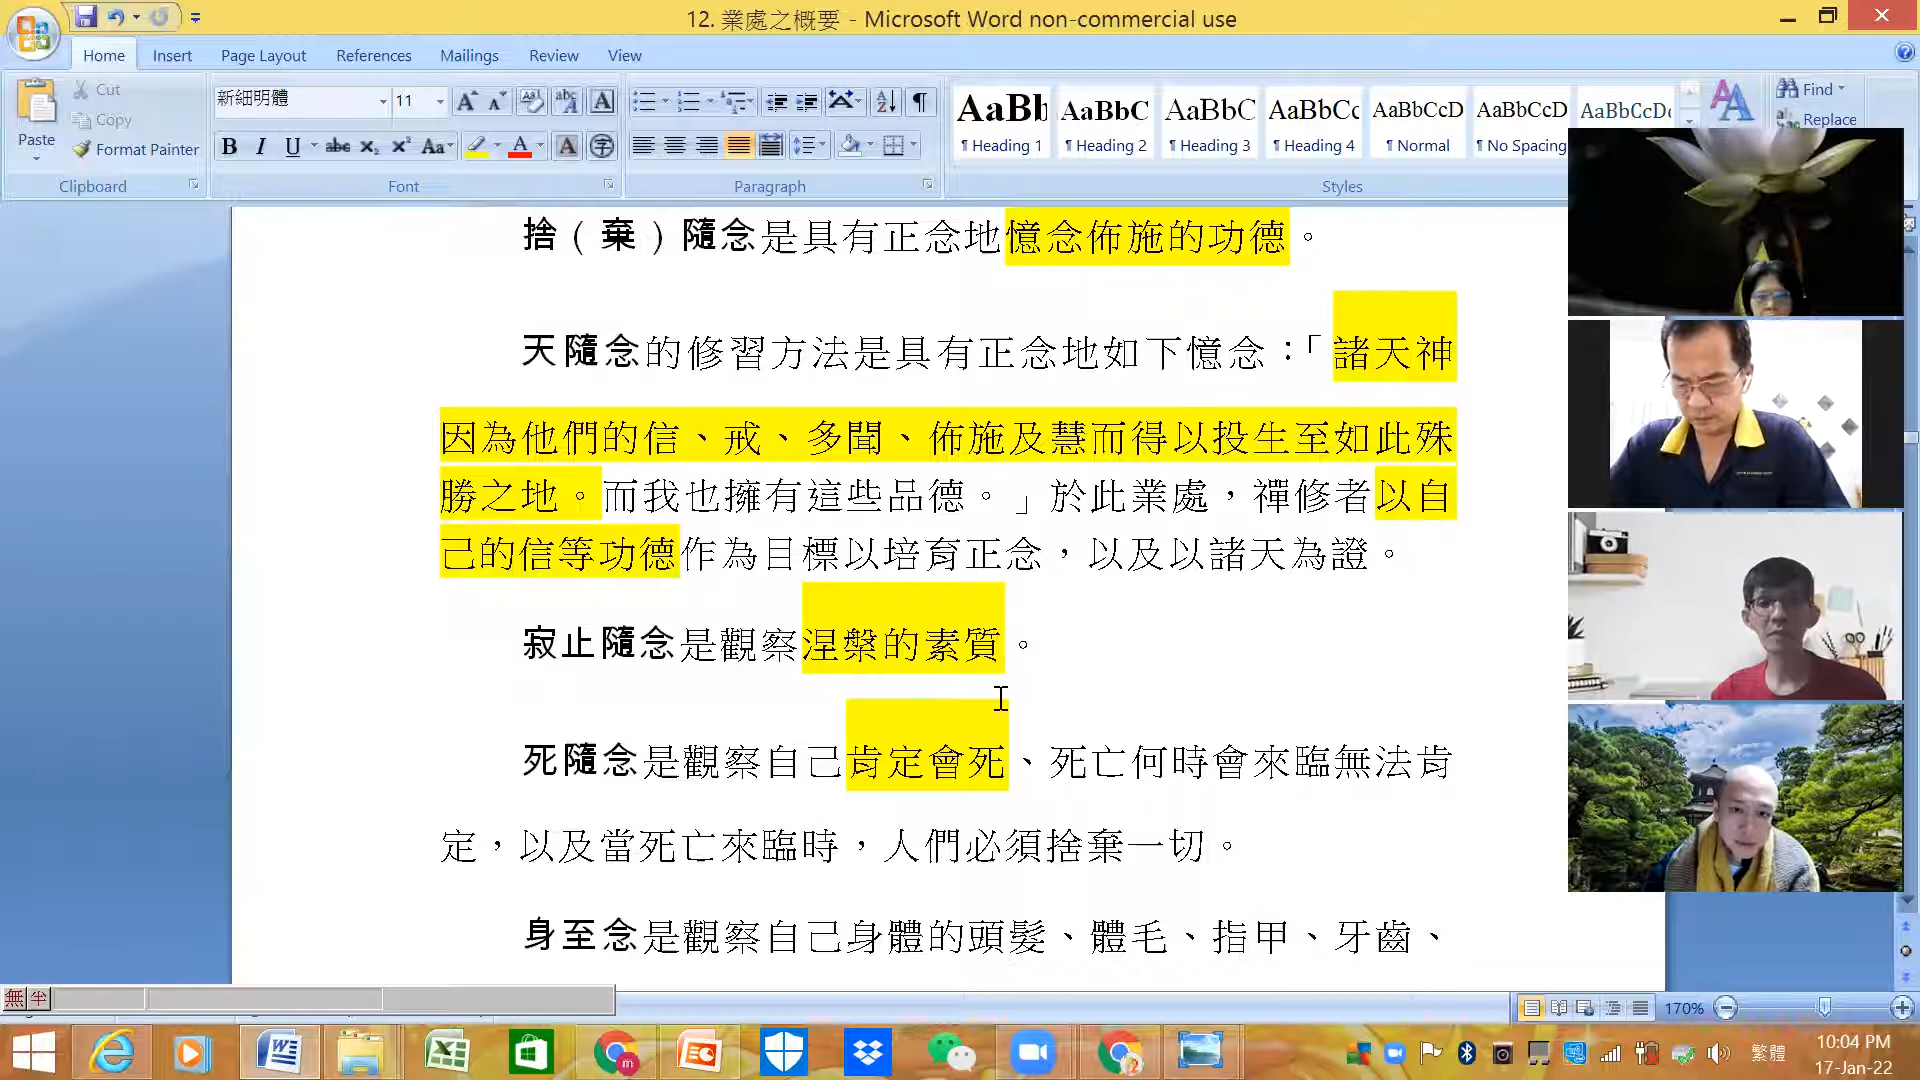 12. 業處之概要 - Microsoft Word non-commercial use
Home Insert Page Layout References Mailings Review View
Paste
Cut
Copy
Format Painter
Clipboard
新細明體 11
Font
Paragraph
AaBb AaBbC AaBbC AaBbCc AaBbCcD AaBbCcD AaBbCcDc
¶ Heading 1 ¶ Heading 2 ¶ Heading 3 ¶ Heading 4 ¶ Normal ¶ No Spacing
Styles
Find
Replace
捨（棄）隨念是具有正念地憶念佈施的功德。
天隨念的修習方法是具有正念地如下憶念：「諸天神
因為他們的信、戒、多聞、佈施及慧而得以投生至如此殊
勝之地。而我也擁有這些品德。」於此業處，禪修者以自
己的信等功德作為目標以培育正念，以及以諸天為證。
寂止隨念是觀察涅槃的素質。
死隨念是觀察自己肯定會死、死亡何時會來臨無法肯
定，以及當死亡來臨時，人們必須捨棄一切。
身至念是觀察自己身體的頭髮、體毛、指甲、牙齒、
無半
170%
繁體
10:04 PM
17-Jan-22